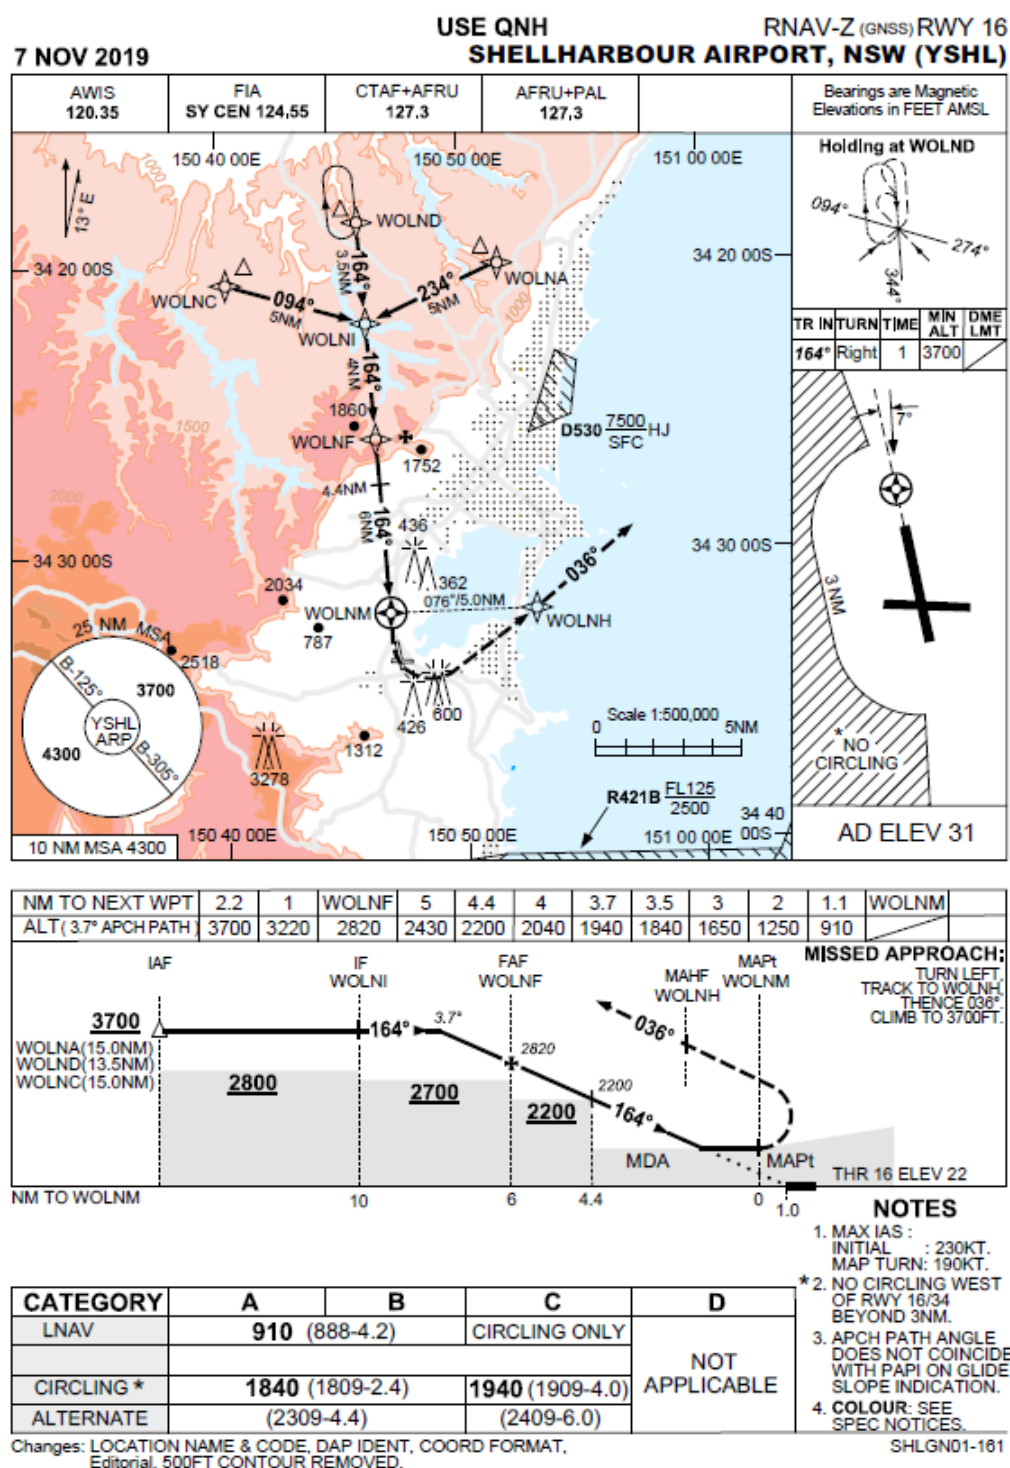 USE QNH
RNAV-Z (GNSS) RWY 16
7 NOV 2019
SHELLHARBOUR AIRPORT, NSW (YSHL)
AWIS
120.35
FIA
SY CEN 124.55
CTAF+AFRU
127.3
AFRU+PAL
127.3
Bearings are Magnetic
Elevations in FEET AMSL
150 40 00E
150 50 00E
151 00 00E
13° E
1000
WOLND
3.5NM
164°
34 20 00S
34 20 00S
WOLNC
094°
5NM
234°
5NM
WOLNA
WOLNI
1000
164°
4NM
1500
1860
WOLNF
1752
D530 7500 HJ
SFC
2000
4.4NM
164°
6NM
436
34 30 00S
34 30 00S
036°
362
2034
076°/5.0NM
WOLNM
WOLNH
787
25 NM MSA
2518
B-125°
3700
YSHL
ARP
4300
B-305°
600
426
Scale 1:500,000
0
5NM
1312
3278
R421B FL125
2500
34 40
00S
10 NM MSA 4300
150 40 00E
150 50 00E
151 00 00E
Holding at WOLND
094°
274°
344°
TR IN TURN TIME MIN ALT DME LMT
164° Right 1 3700
7°
3 NM
*NO
CIRCLING
AD ELEV 31
NM TO NEXT WPT 2.2 1 WOLNF 5 4.4 4 3.7 3.5 3 2 1.1 WOLNM
ALT ( 3.7° APCH PATH ) 3700 3220 2820 2430 2200 2040 1940 1840 1650 1250 910
MISSED APPROACH:
TURN LEFT,
TRACK TO WOLNH,
THENCE 036°.
CLIMB TO 3700FT.
IAF
IF
WOLNI
FAF
WOLNF
MAHF
WOLNH
MAPt
WOLNM
3700
164°
3.7°
036°
WOLNA(15.0NM)
WOLND(13.5NM)
WOLNC(15.0NM)
2820
2800
2700
2200
2200
164°
MDA
MAPt
THR 16 ELEV 22
NM TO WOLNM
10
6
4.4
0
1.0
NOTES
1. MAX IAS :
INITIAL : 230KT.
MAP TURN: 190KT.
*2. NO CIRCLING WEST
OF RWY 16/34
BEYOND 3NM.
3. APCH PATH ANGLE
DOES NOT COINCIDE
WITH PAPI ON GLIDE
SLOPE INDICATION.
4. COLOUR: SEE
SPEC NOTICES.
CATEGORY A B C D
LNAV 910 (888-4.2) CIRCLING ONLY
NOT
APPLICABLE
CIRCLING * 1840 (1809-2.4) 1940 (1909-4.0)
ALTERNATE (2309-4.4) (2409-6.0)
Changes: LOCATION NAME & CODE, DAP IDENT, COORD FORMAT,
Editorial. 500FT CONTOUR REMOVED.
SHLGN01-161